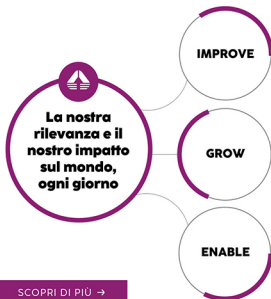 IMPROVE
La nostra
rilevanza e il
nostro impatto
sul mondo,
ogni giorno
GROW
ENABLE
SCOPRI DI PIÙ →